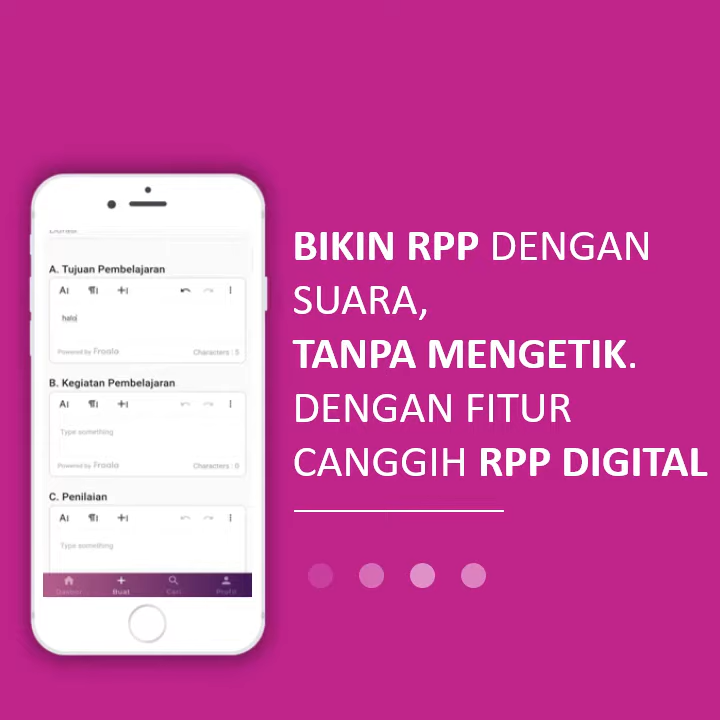 A. Tujuan Pembelajaran
halo
Powered by Froala
Characters : 5
B. Kegiatan Pembelajaran
Type something
Powered by Froala
Characters : 0
C. Penilaian
Type something
Buat
Cari
Profil
BIKIN RPP DENGAN
SUARA,
TANPA MENGETIK.
DENGAN FITUR
CANGGIH RPP DIGITAL